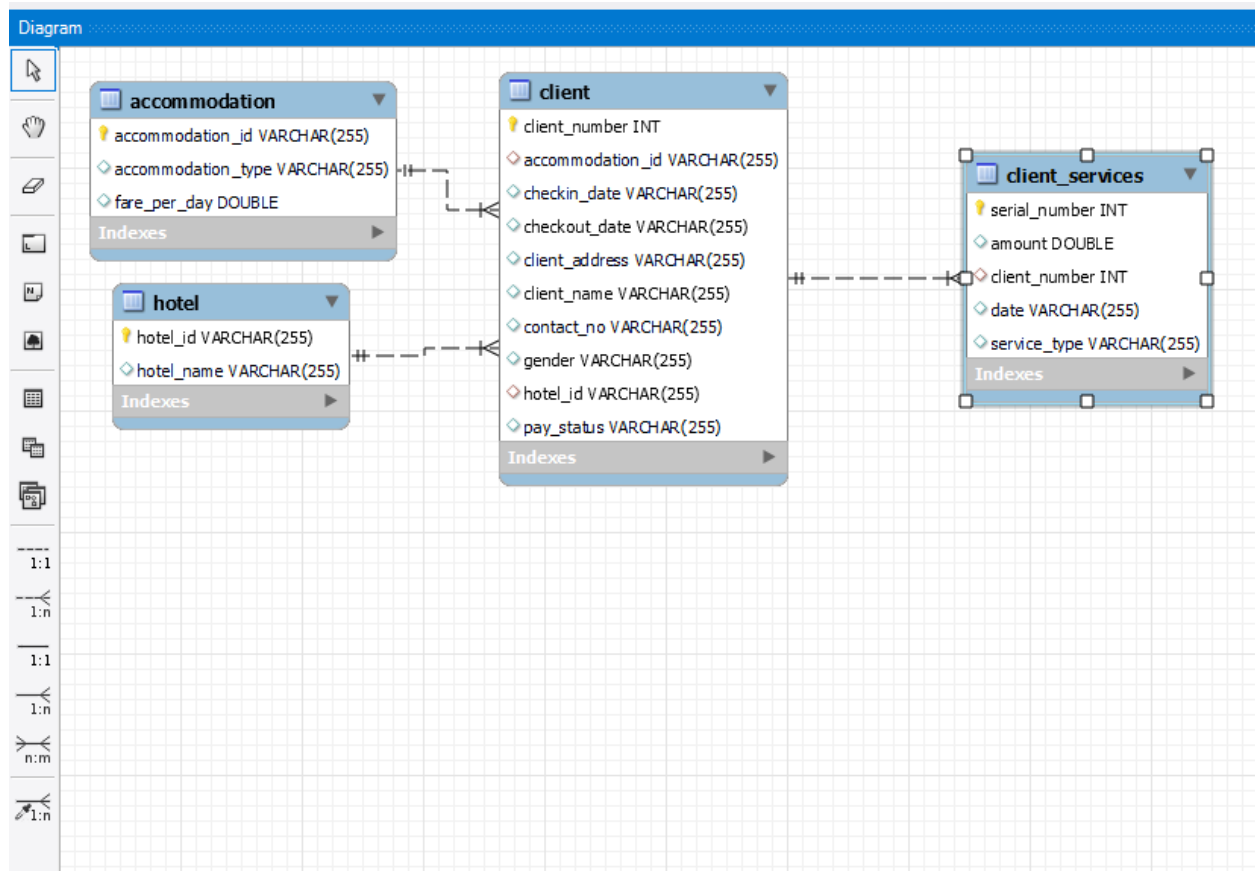 Diagram
accommodation
accommodation_id VARCHAR(255)
accommodation_type VARCHAR(255)
fare_per_day DOUBLE
Indexes
hotel
hotel_id VARCHAR(255)
hotel_name VARCHAR(255)
Indexes
client
client_number INT
accommodation_id VARCHAR(255)
checkin_date VARCHAR(255)
checkout_date VARCHAR(255)
client_address VARCHAR(255)
client_name VARCHAR(255)
contact_no VARCHAR(255)
gender VARCHAR(255)
hotel_id VARCHAR(255)
pay_status VARCHAR(255)
Indexes
client_services
serial_number INT
amount DOUBLE
client_number INT
date VARCHAR(255)
service_type VARCHAR(255)
Indexes
1:1
1:n
1:1
1:n
n:m
1:n